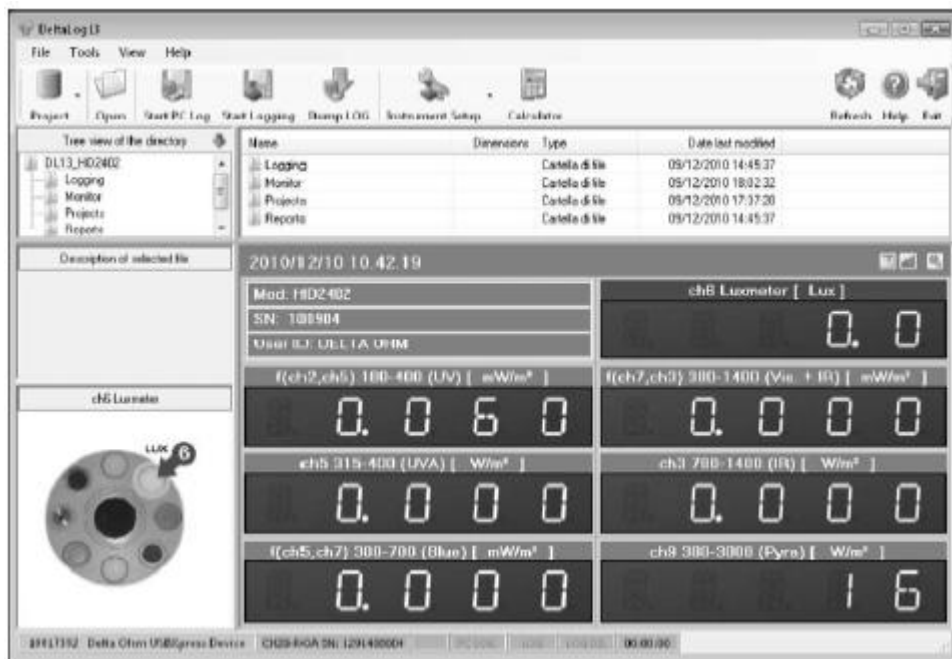 DeltaLog13
File Tools View Help
Project Open Start PC Log Start Logging Dump LOG Instrument Setup Calculator Refresh Help Exit
Tree view of the directory
DL13_HD2402
Logging
Monitor
Projects
Reports
Name Dimensions Type Date last modified
Logging Cartella di file 09/12/2010 14:45:37
Monitor Cartella di file 09/12/2010 18:02:32
Projects Cartella di file 09/12/2010 17:37:20
Reports Cartella di file 09/12/2010 14:45:37
Description of selected file
2010/12/10 10.42.19
Mod: HD2402
SN: 100904
User ID: DELTA OHM
ch6 Luxmeter [ Lux ]
0.0
f(ch2,ch5) 180-400 (UV) [ mW/m² ]
0.060
f(ch7,ch3) 380-1400 (Vis. + IR) [ mW/m² ]
0.000
ch5 315-400 (UVA) [ W/m² ]
0.000
ch3 700-1400 (IR) [ W/m² ]
0.000
f(ch5,ch7) 300-700 (Blue) [ mW/m² ]
0.000
ch9 300-3000 (Pyra) [ W/m² ]
16
ch6 Luxmeter
LUX 6
Delta Ohm USBXpress Device
00:00:00